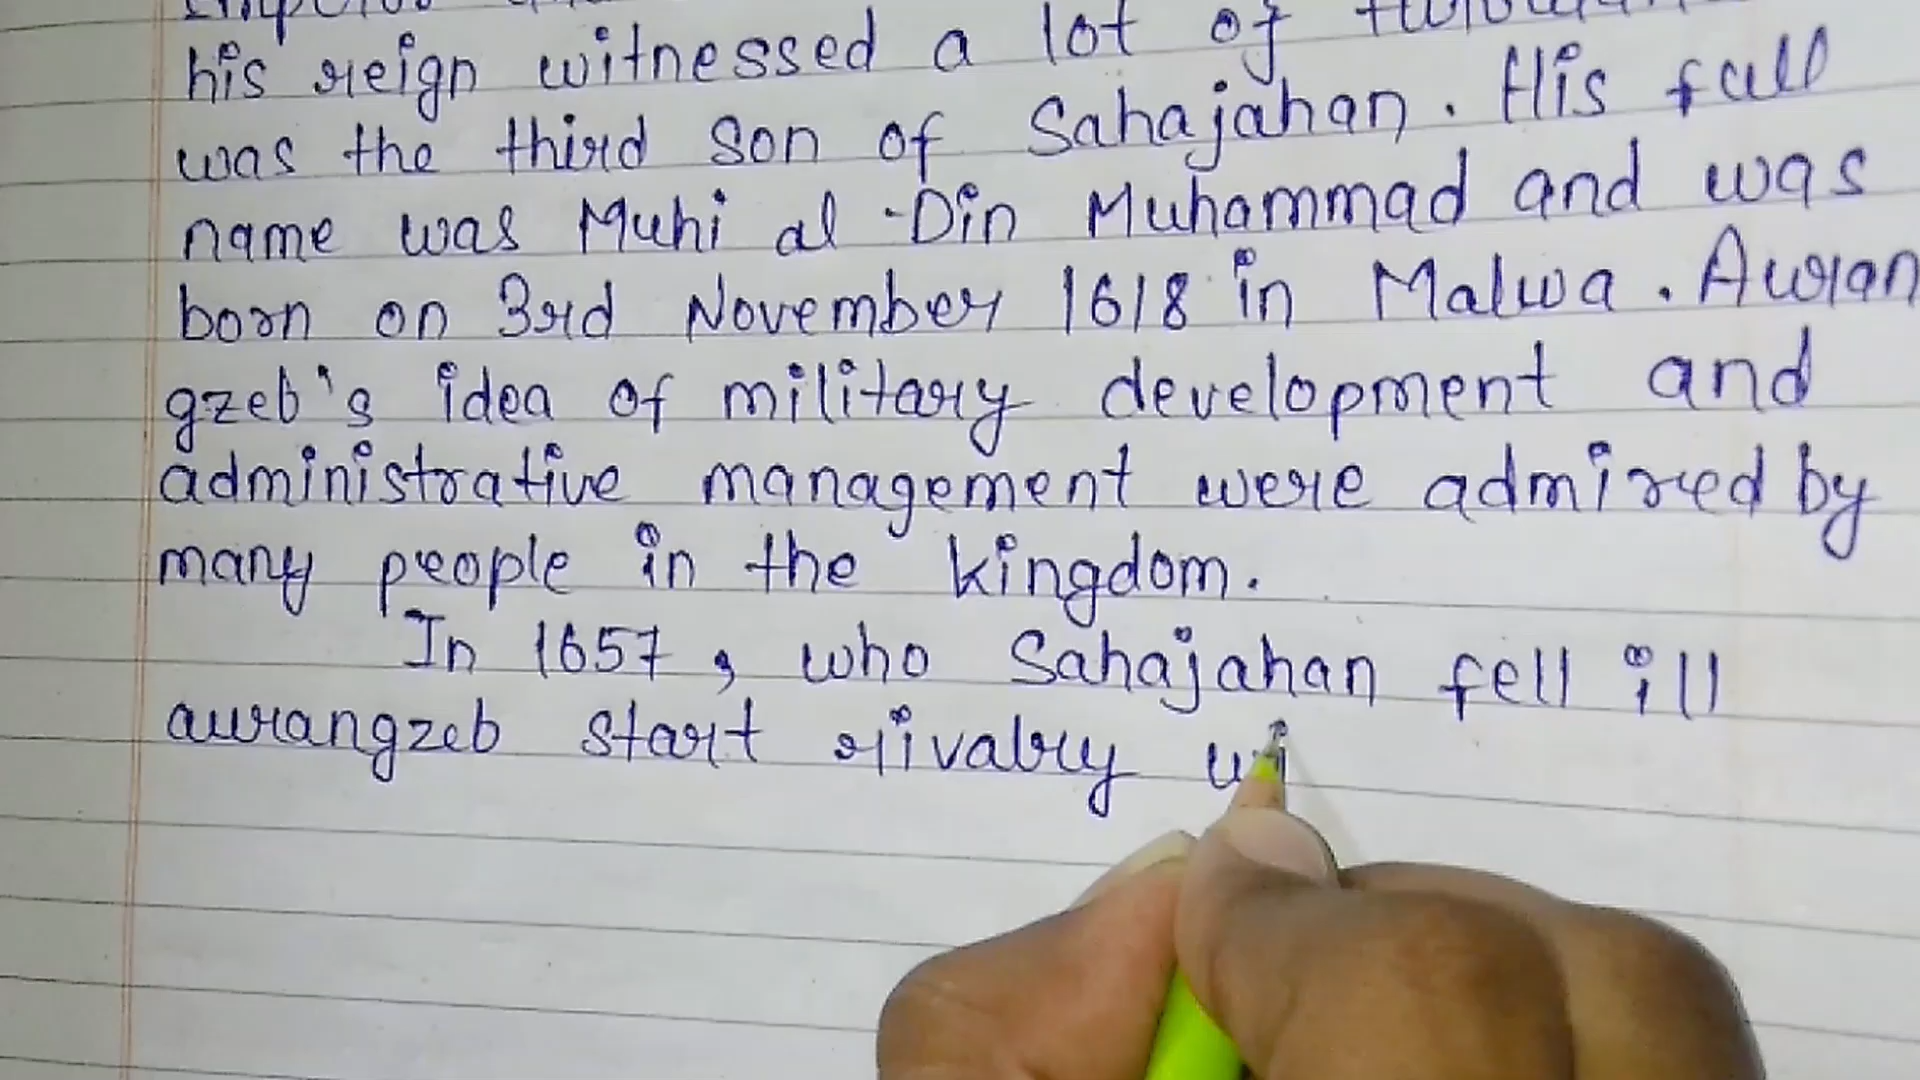 his reign witnessed a lot of
was the third son of Sahajahan. His full
name was Muhi al-Din Muhammad and was
born on 3rd November 1618 in Malwa. Auran
gzeb's idea of military development and
administrative management were admired by
many people in the kingdom.
In 1657, who Sahajahan fell ill
aurangzeb start rivalry wi